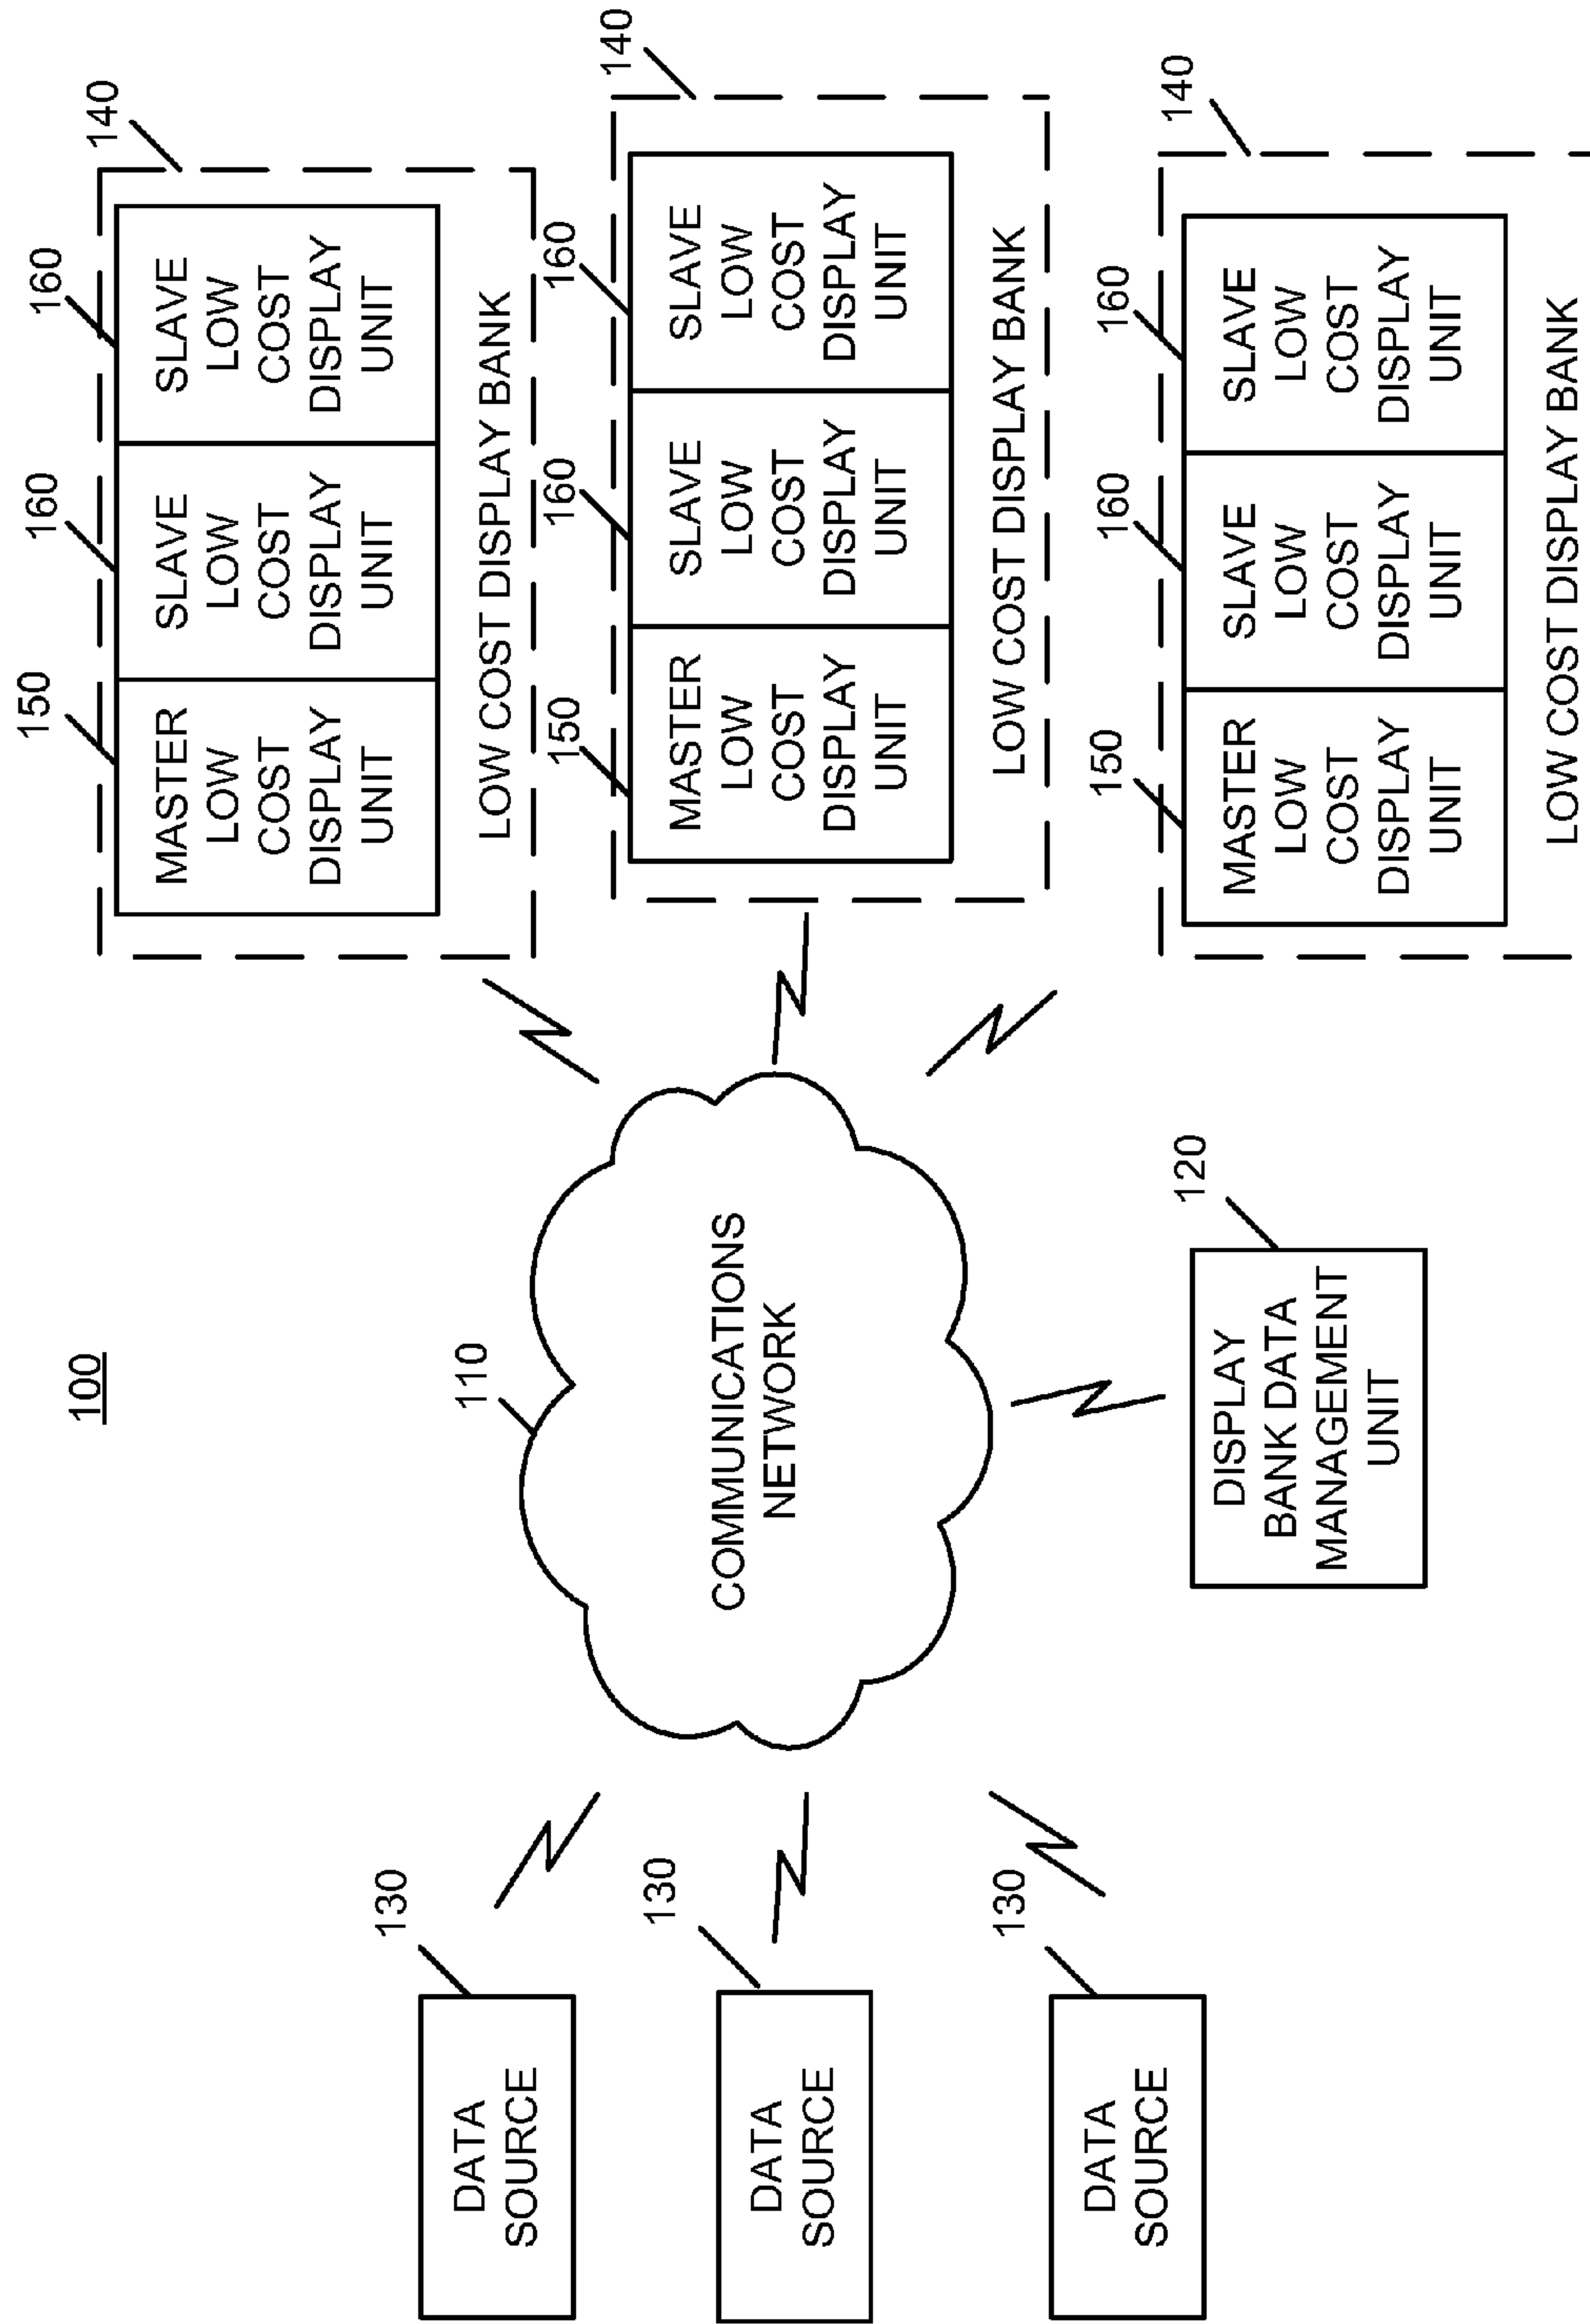 100
110
COMMUNICATIONS
NETWORK
130
DATA
SOURCE
130
DATA
SOURCE
130
DATA
SOURCE
120
DISPLAY
BANK DATA
MANAGEMENT
UNIT
140
150
160
160
MASTER
LOW
COST
DISPLAY
UNIT
SLAVE
LOW
COST
DISPLAY
UNIT
SLAVE
LOW
COST
DISPLAY
UNIT
LOW COST DISPLAY BANK
140
150
160
160
MASTER
LOW
COST
DISPLAY
UNIT
SLAVE
LOW
COST
DISPLAY
UNIT
SLAVE
LOW
COST
DISPLAY
UNIT
LOW COST DISPLAY BANK
140
150
160
160
MASTER
LOW
COST
DISPLAY
UNIT
SLAVE
LOW
COST
DISPLAY
UNIT
SLAVE
LOW
COST
DISPLAY
UNIT
LOW COST DISPLAY BANK